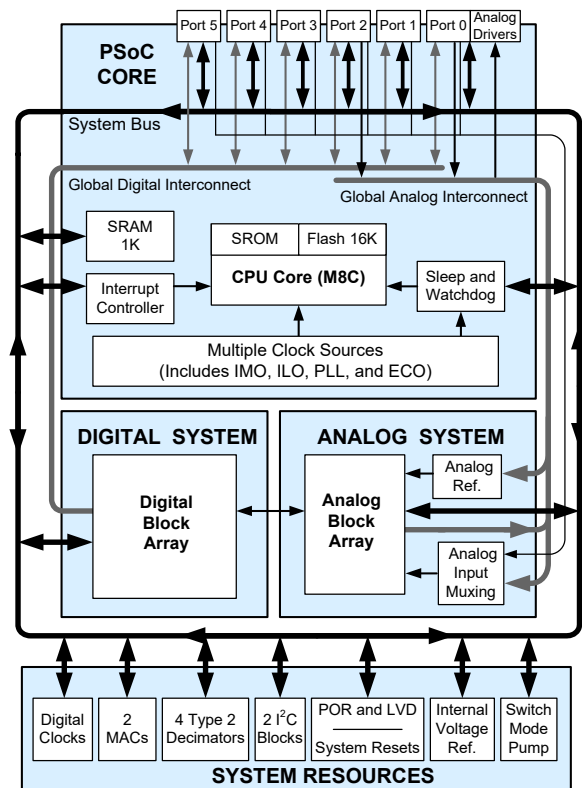 Port 5 Port 4 Port 3 Port 2 Port 1 Port 0 Analog
Drivers
PSoC
CORE
System Bus
Global Digital Interconnect
Global Analog Interconnect
SRAM
1K
Interrupt
Controller
SROM Flash 16K
CPU Core (M8C)
Sleep and
Watchdog
Multiple Clock Sources
(Includes IMO, ILO, PLL, and ECO)
DIGITAL SYSTEM
Digital
Block
Array
ANALOG SYSTEM
Analog
Block
Array
Analog
Ref.
Analog
Input
Muxing
Digital
Clocks
2
MACs
4 Type 2
Decimators
2 I²C
Blocks
POR and LVD
System Resets
Internal
Voltage
Ref.
Switch
Mode
Pump
SYSTEM RESOURCES